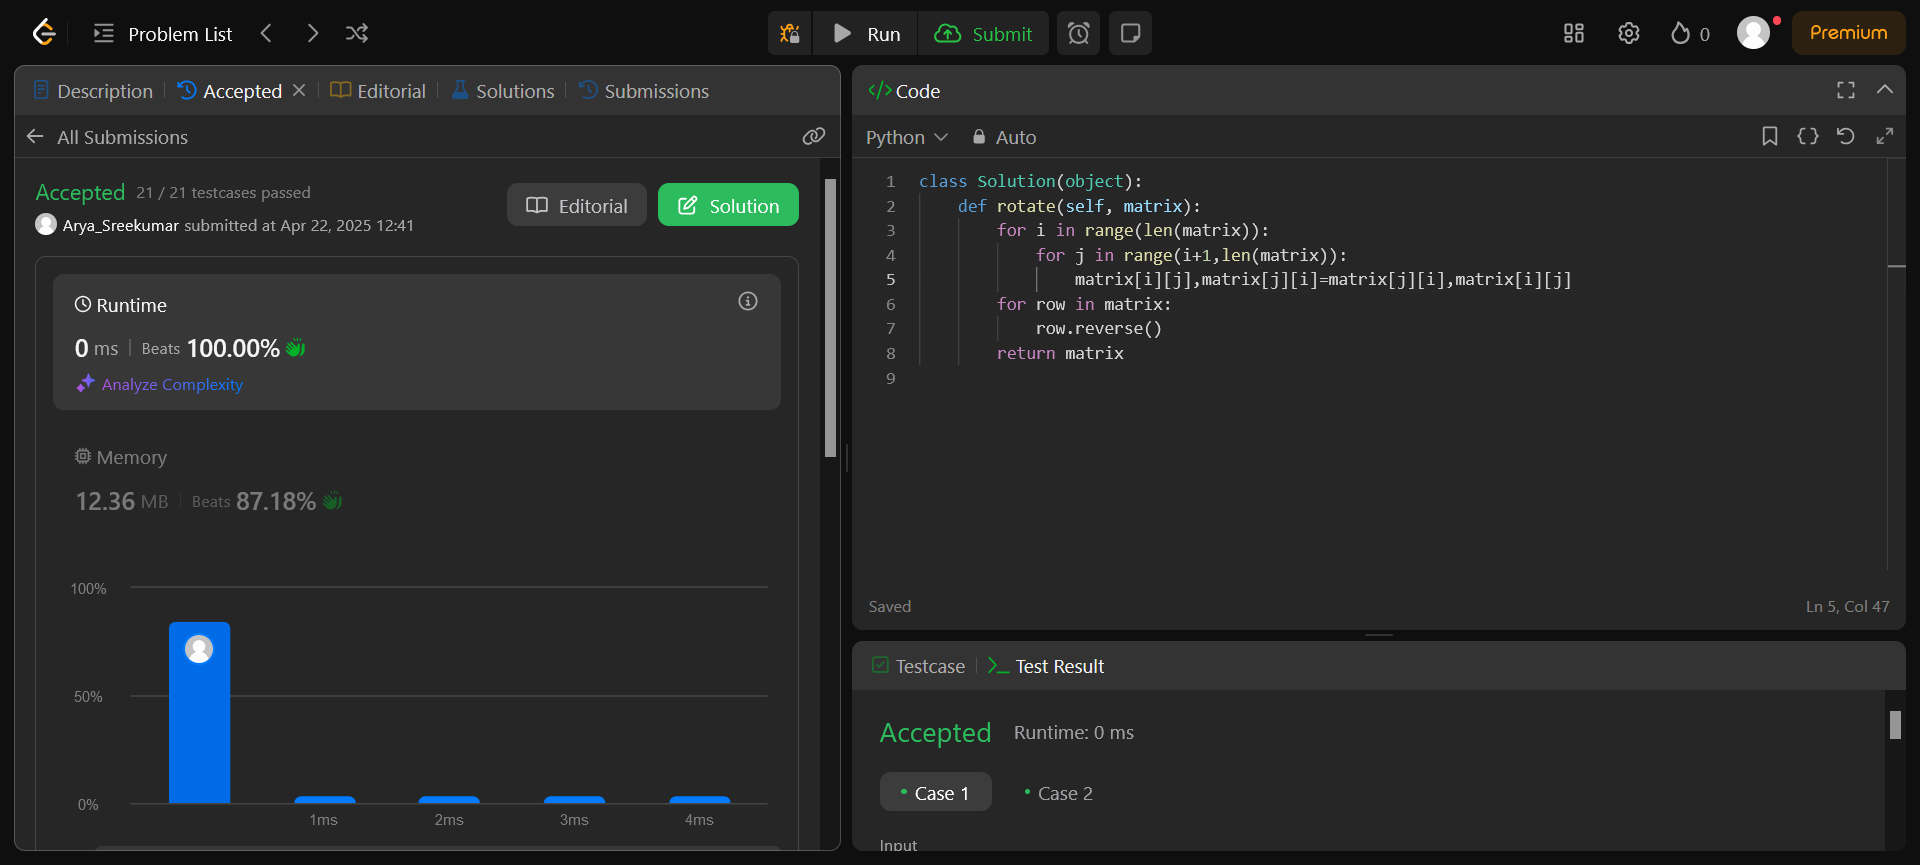 Problem List
Run
Submit
0
Premium
Description
Accepted
Editorial
Solutions
Submissions
All Submissions
Accepted 21 / 21 testcases passed
Arya_Sreekumar submitted at Apr 22, 2025 12:41
Editorial
Solution
Runtime
0 ms Beats 100.00%
Analyze Complexity
Memory
12.36 MB Beats 87.18%
100%
50%
0%
1ms 2ms 3ms 4ms
</> Code
Python
Auto
1 class Solution(object):
2     def rotate(self, matrix):
3         for i in range(len(matrix)):
4             for j in range(i+1,len(matrix)):
5                 matrix[i][j],matrix[j][i]=matrix[j][i],matrix[i][j]
6         for row in matrix:
7             row.reverse()
8         return matrix
9
Saved
Ln 5, Col 47
Testcase
Test Result
Accepted Runtime: 0 ms
Case 1
Case 2
Input